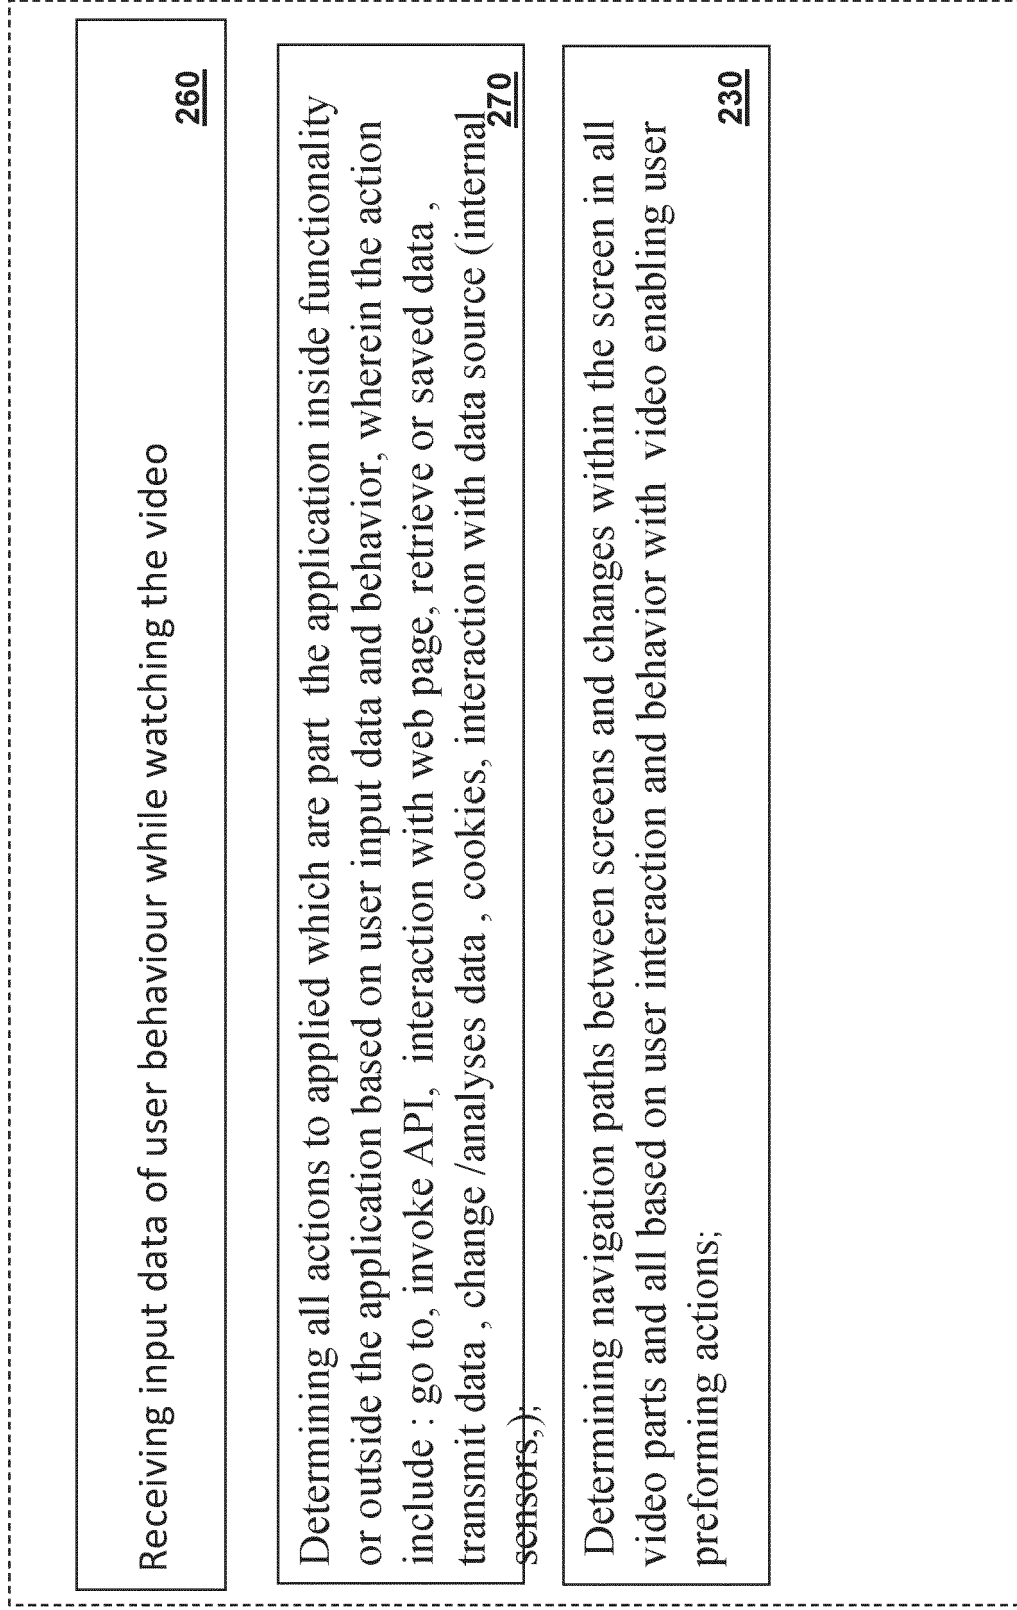 Receiving input data of user behaviour while watching the video
260
Determining all actions to applied which are part the application inside functionality
or outside the application based on user input data and behavior, wherein the action
include : go to, invoke API, interaction with web page, retrieve or saved data ,
transmit data , change /analyses data , cookies, interaction with data source (internal
sensors,);
270
Determining navigation paths between screens and changes within the screen in all
video parts and all based on user interaction and behavior with video enabling user
preforming actions;
230